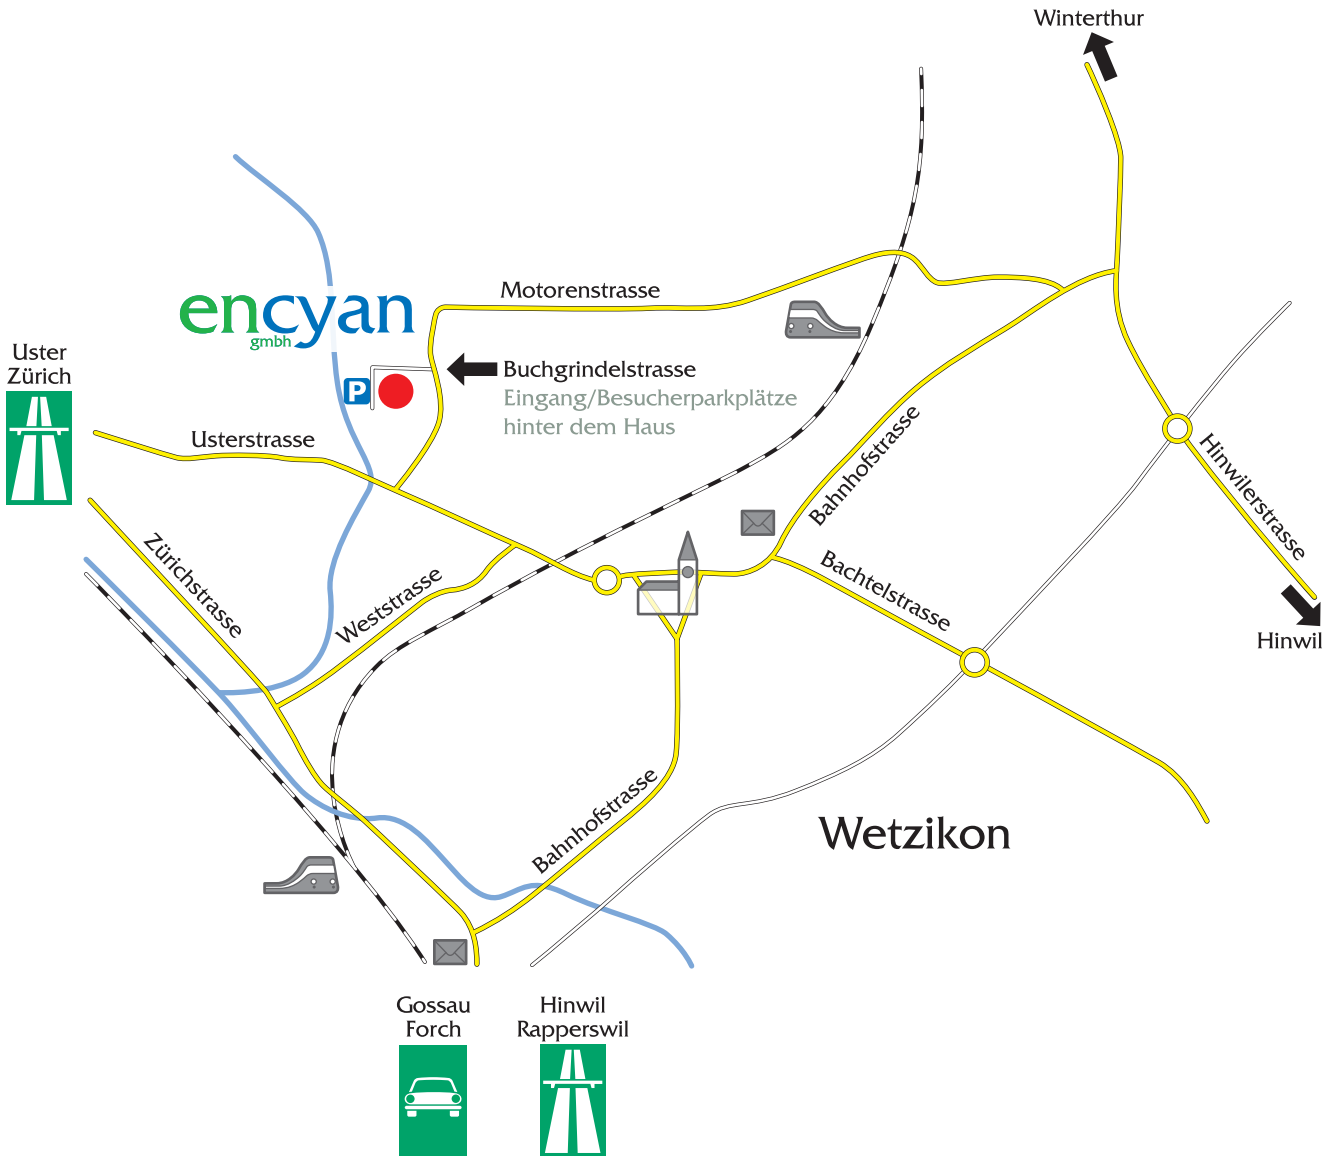 Winterthur
Motorenstrasse
encyan
gmbh
Uster
Zürich
P
Buchgrindelstrasse
Eingang/Besucherparkplätze
hinter dem Haus
Usterstrasse
Bahnhofstrasse
Hinwilerstrasse
Zürichstrasse
Weststrasse
Bachtelstrasse
Hinwil
Bahnhofstrasse
Wetzikon
Gossau
Forch
Hinwil
Rapperswil